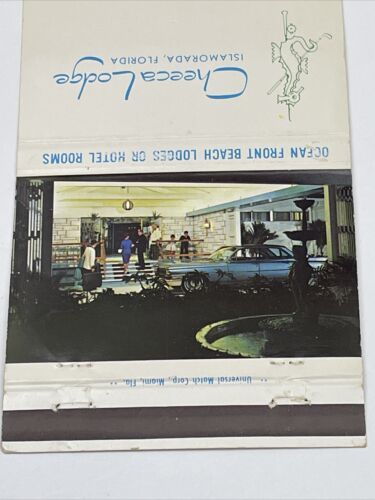 Cheeca Lodge
ISLAMORADA, FLORIDA
OCEAN FRONT BEACH LODGES OR HOTEL ROOMS
Universal Match Corp., Miami, Fla.